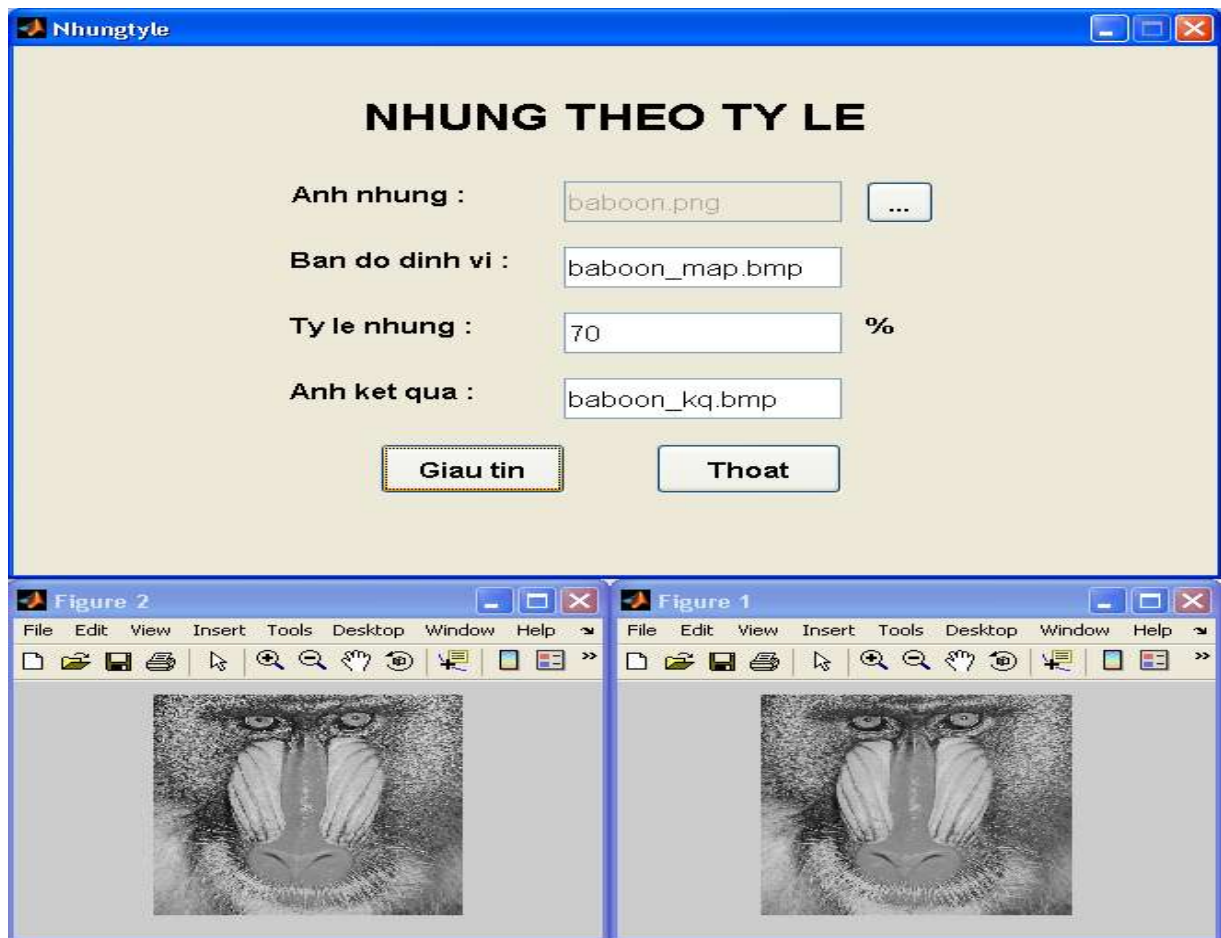 Nhungtyle
NHUNG THEO TY LE
Anh nhung : baboon.png ...
Ban do dinh vi : baboon_map.bmp
Ty le nhung : 70 %
Anh ket qua : baboon_kq.bmp
Giau tin Thoat
Figure 2
File Edit View Insert Tools Desktop Window Help
Figure 1
File Edit View Insert Tools Desktop Window Help